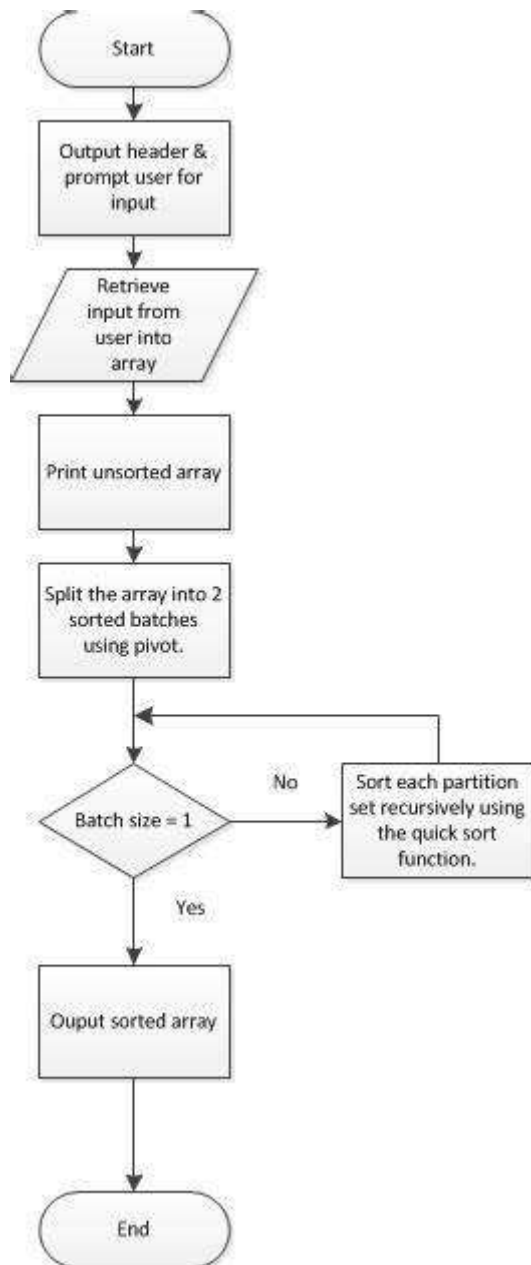 Start
Output header &
prompt user for
input
Retrieve
input from
user into
array
Print unsorted array
Split the array into 2
sorted batches
using pivot.
Batch size = 1
No
Sort each partition
set recursively using
the quick sort
function.
Yes
Ouput sorted array
End